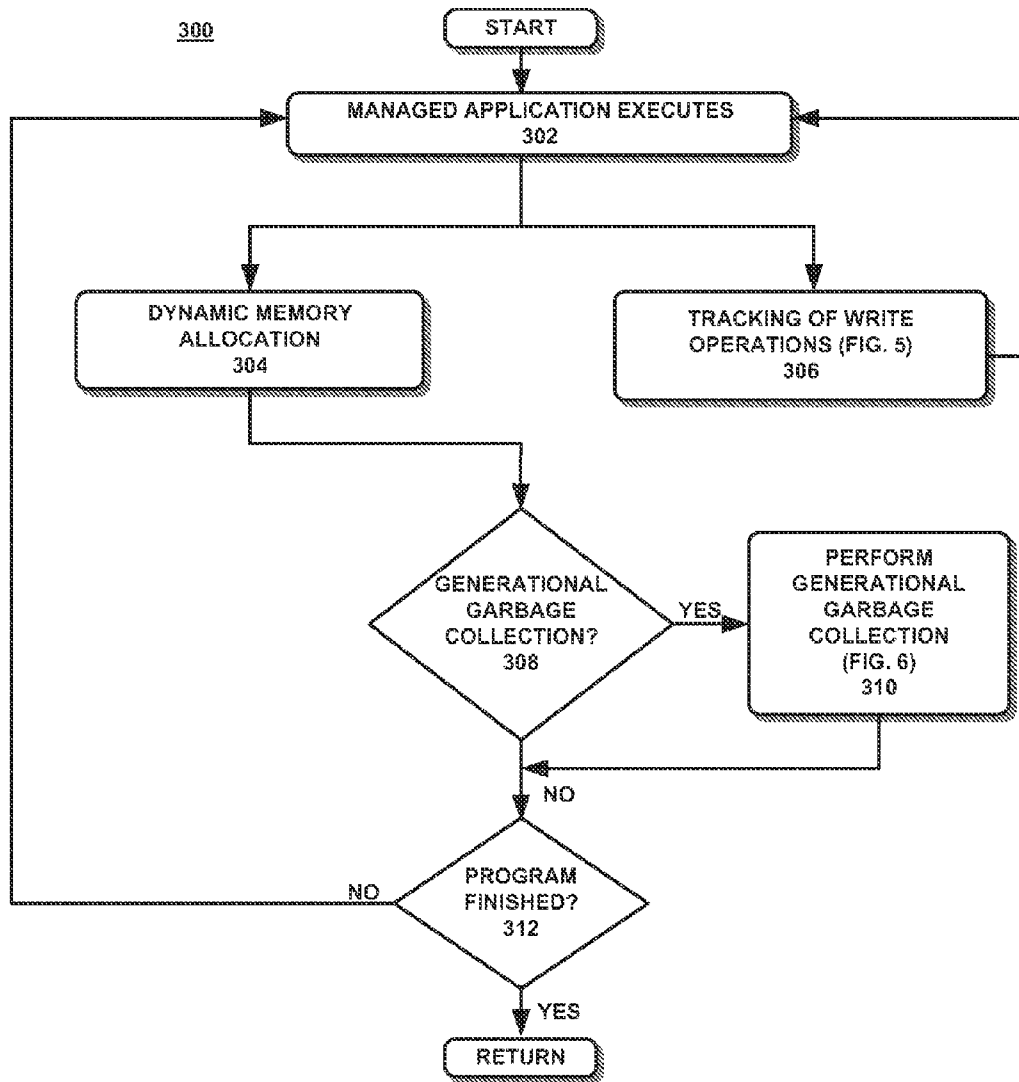 300
START
MANAGED APPLICATION EXECUTES
302
DYNAMIC MEMORY
ALLOCATION
304
TRACKING OF WRITE
OPERATIONS (FIG. 5)
306
GENERATIONAL
GARBAGE
COLLECTION?
308
YES
PERFORM
GENERATIONAL
GARBAGE
COLLECTION
(FIG. 6)
310
NO
PROGRAM
FINISHED?
312
NO
YES
RETURN